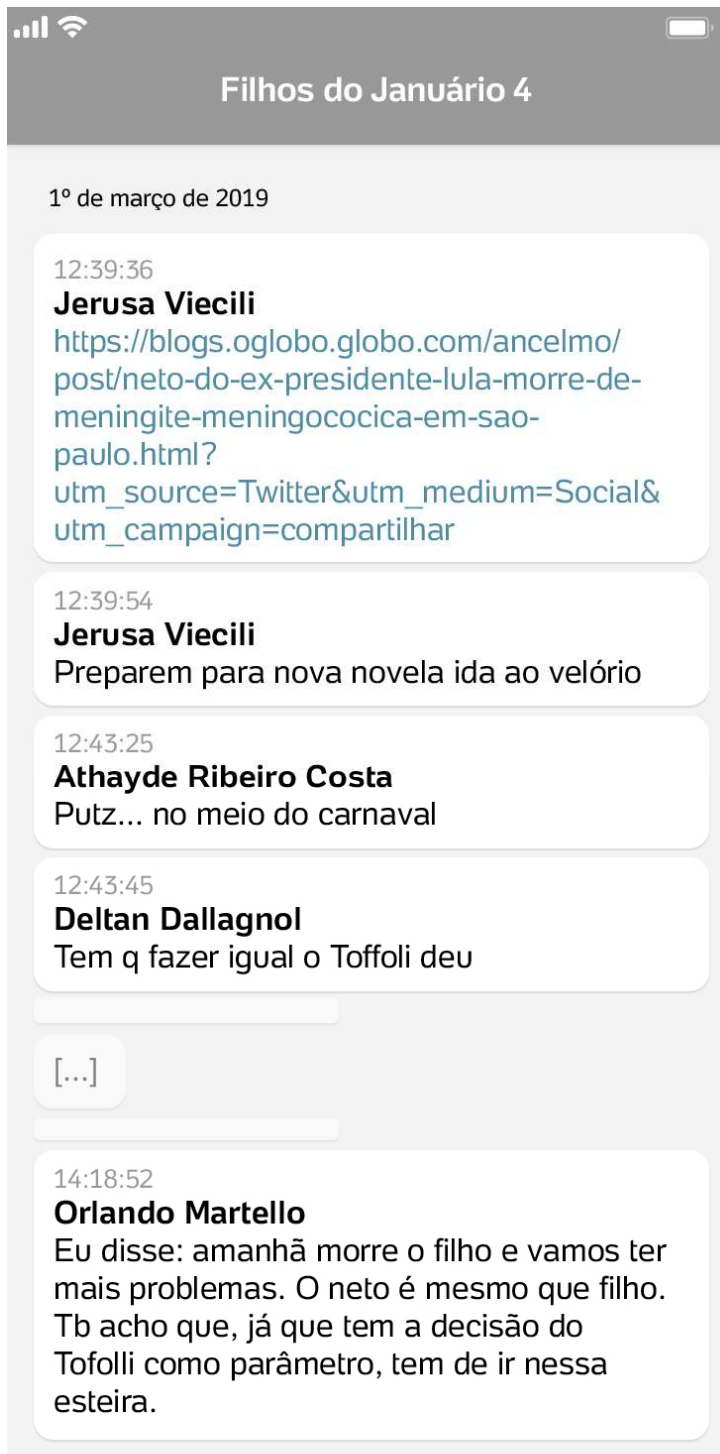 Filhos do Januário 4
1º de março de 2019
12:39:36
Jerusa Viecili
https://blogs.oglobo.globo.com/ancelmo/
post/neto-do-ex-presidente-lula-morre-de-
meningite-meningococica-em-sao-
paulo.html?
utm_source=Twitter&utm_medium=Social&
utm_campaign=compartilhar
12:39:54
Jerusa Viecili
Preparem para nova novela ida ao velório
12:43:25
Athayde Ribeiro Costa
Putz... no meio do carnaval
12:43:45
Deltan Dallagnol
Tem q fazer igual o Toffoli deu
[...]
14:18:52
Orlando Martello
Eu disse: amanhã morre o filho e vamos ter
mais problemas. O neto é mesmo que filho.
Tb acho que, já que tem a decisão do
Tofolli como parâmetro, tem de ir nessa
esteira.